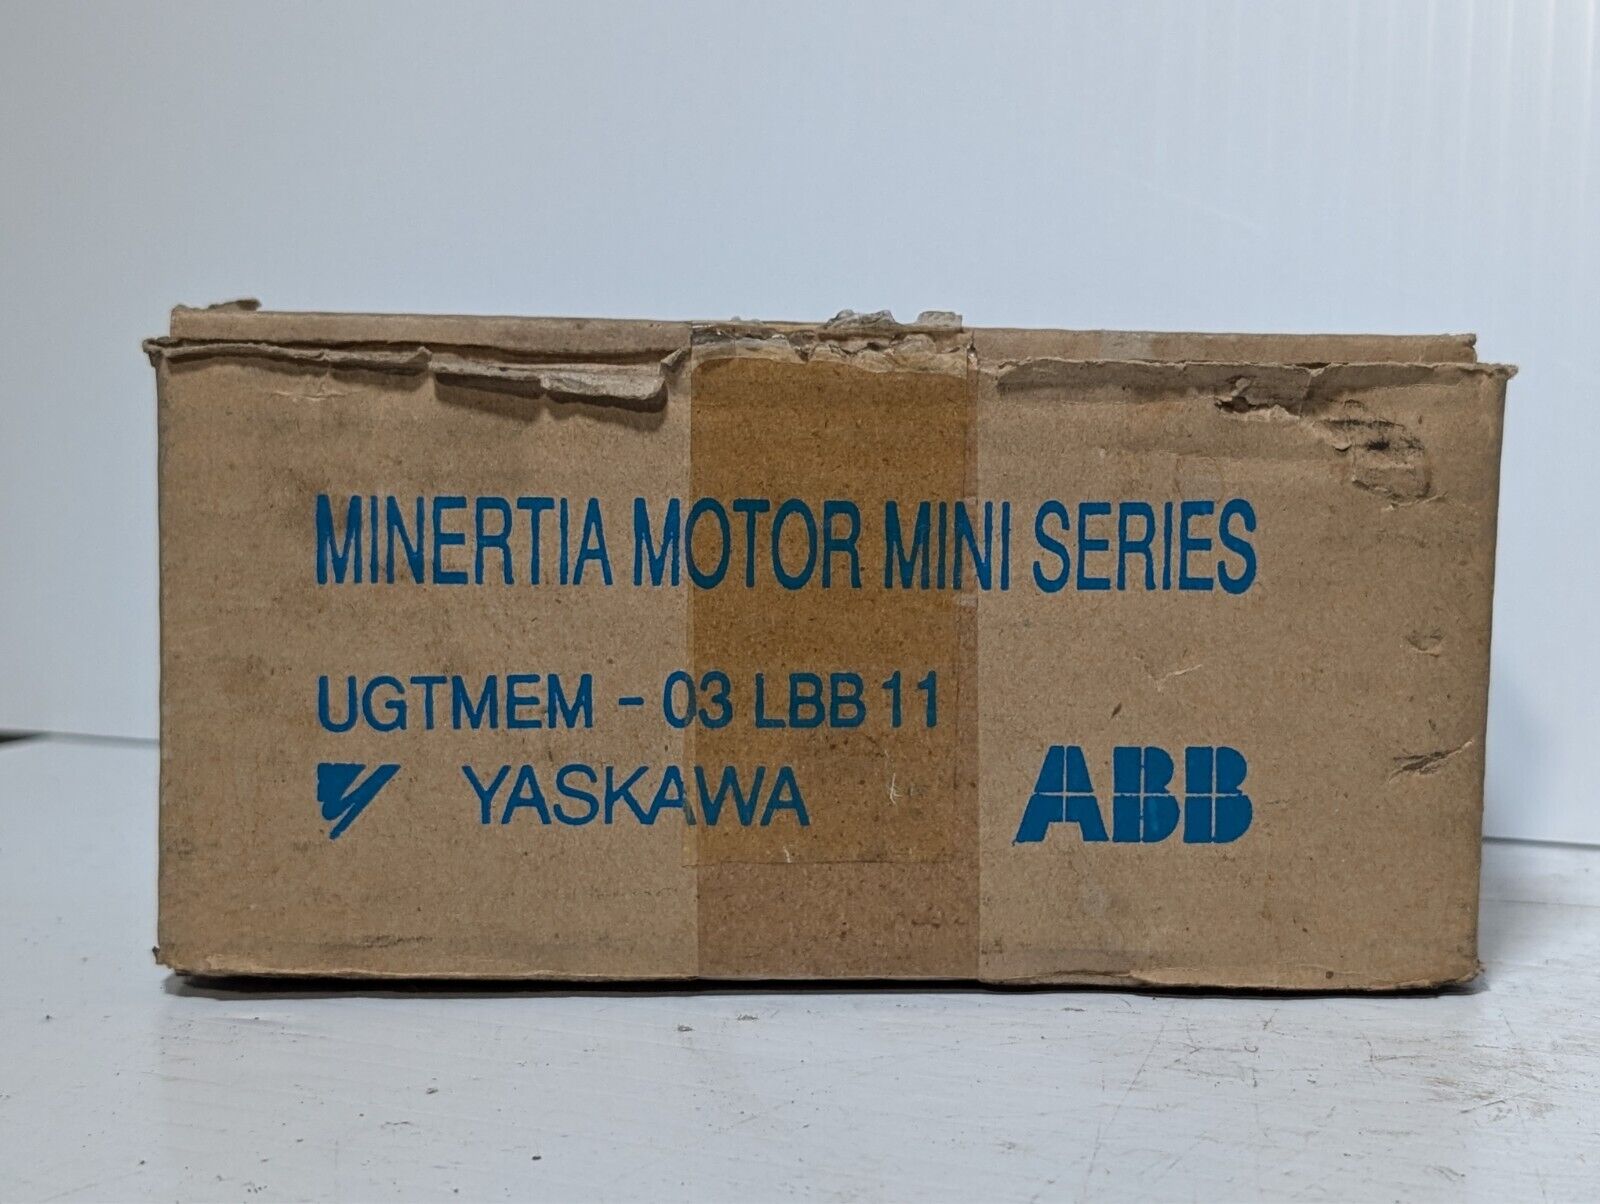 MINERTIA MOTOR MINI SERIES
UGTMEM - 03 LBB 11
YASKAWA ABB